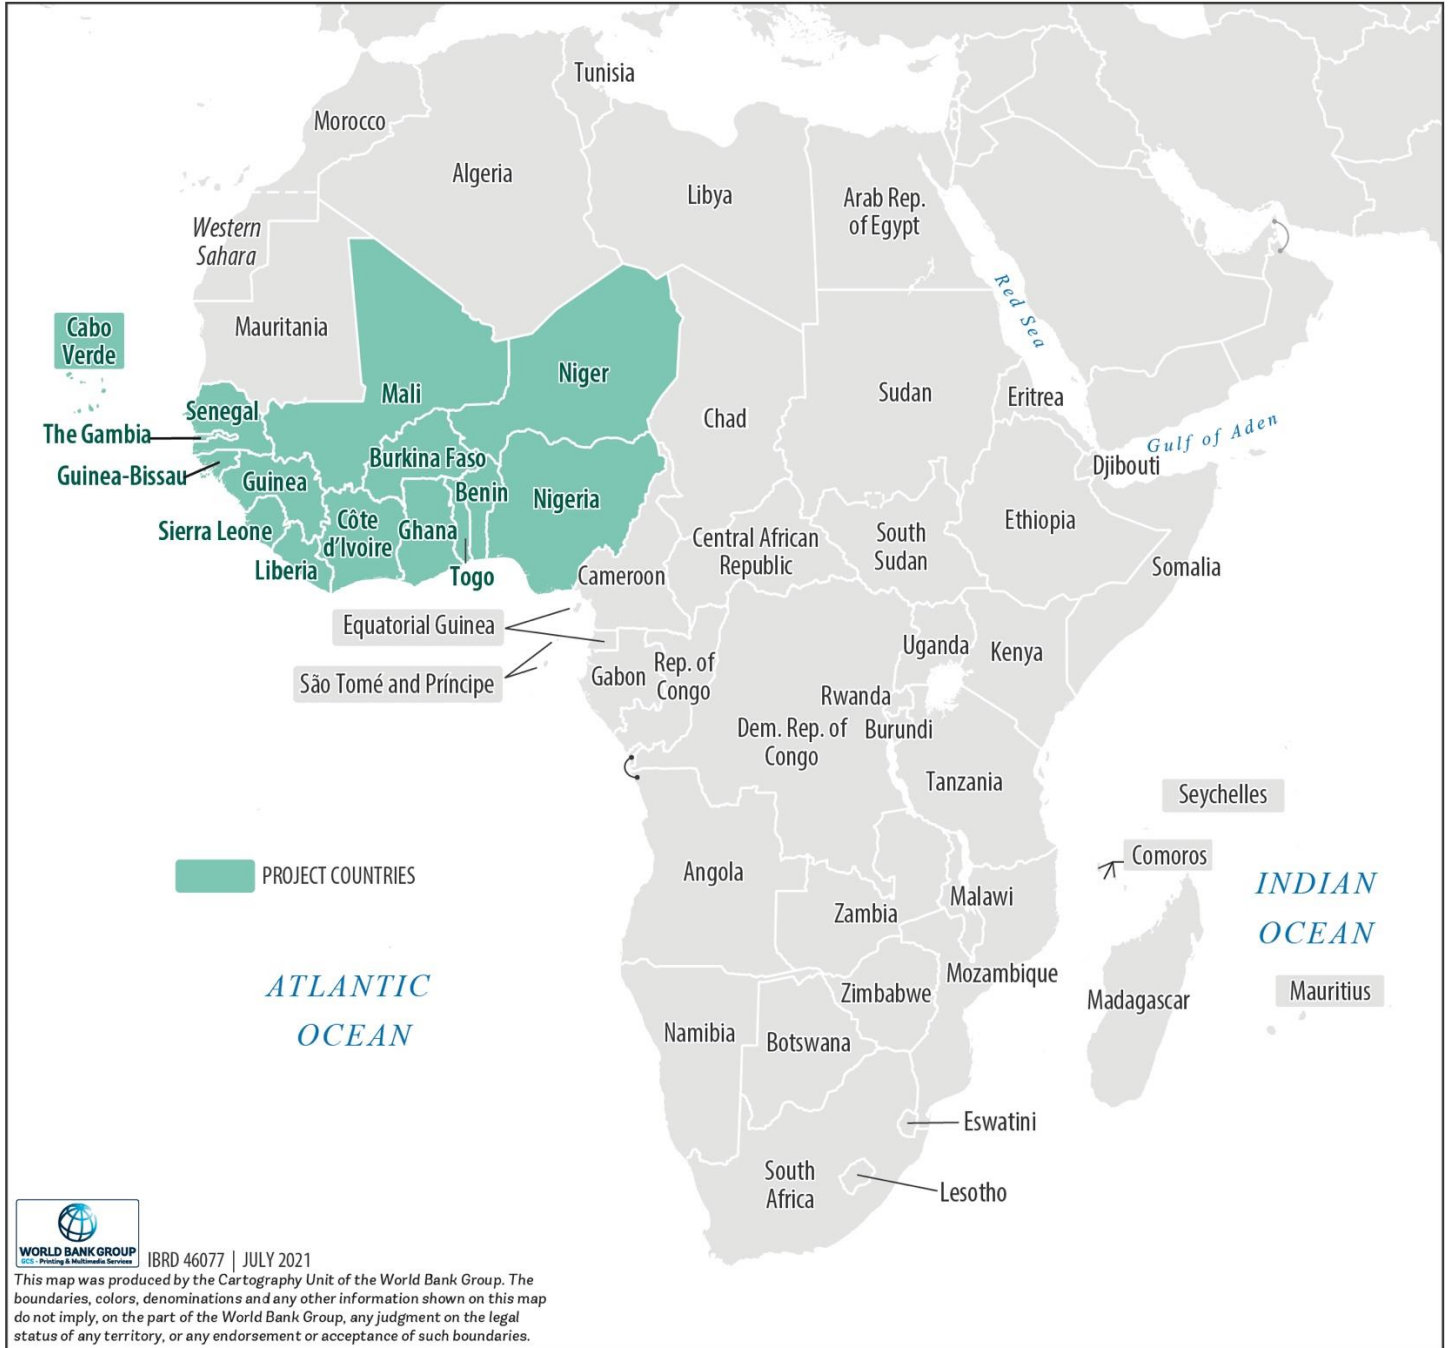 Tunisia
Morocco
Algeria
Libya
Arab Rep.
of Egypt
Western
Sahara
Red Sea
Cabo
Verde
Mauritania
Mali
Niger
Chad
Sudan
Eritrea
Senegal
The Gambia
Gulf of Aden
Burkina Faso
Djibouti
Guinea-Bissau
Guinea
Benin
Nigeria
Sierra Leone
Côte
d'Ivoire
Ghana
Central African
Republic
South
Sudan
Ethiopia
Somalia
Liberia
Togo
Cameroon
Equatorial Guinea
São Tomé and Príncipe
Gabon
Rep. of
Congo
Uganda
Kenya
Rwanda
Dem. Rep. of
Congo
Burundi
Tanzania
Seychelles
Comoros
PROJECT COUNTRIES
Angola
Zambia
Malawi
INDIAN
OCEAN
ATLANTIC
OCEAN
Mozambique
Zimbabwe
Madagascar
Mauritius
Namibia
Botswana
Eswatini
South
Africa
Lesotho
WORLD BANK GROUP
GCS - Printing & Multimedia Services
IBRD 46077 | JULY 2021
This map was produced by the Cartography Unit of the World Bank Group. The
boundaries, colors, denominations and any other information shown on this map
do not imply, on the part of the World Bank Group, any judgment on the legal
status of any territory, or any endorsement or acceptance of such boundaries.